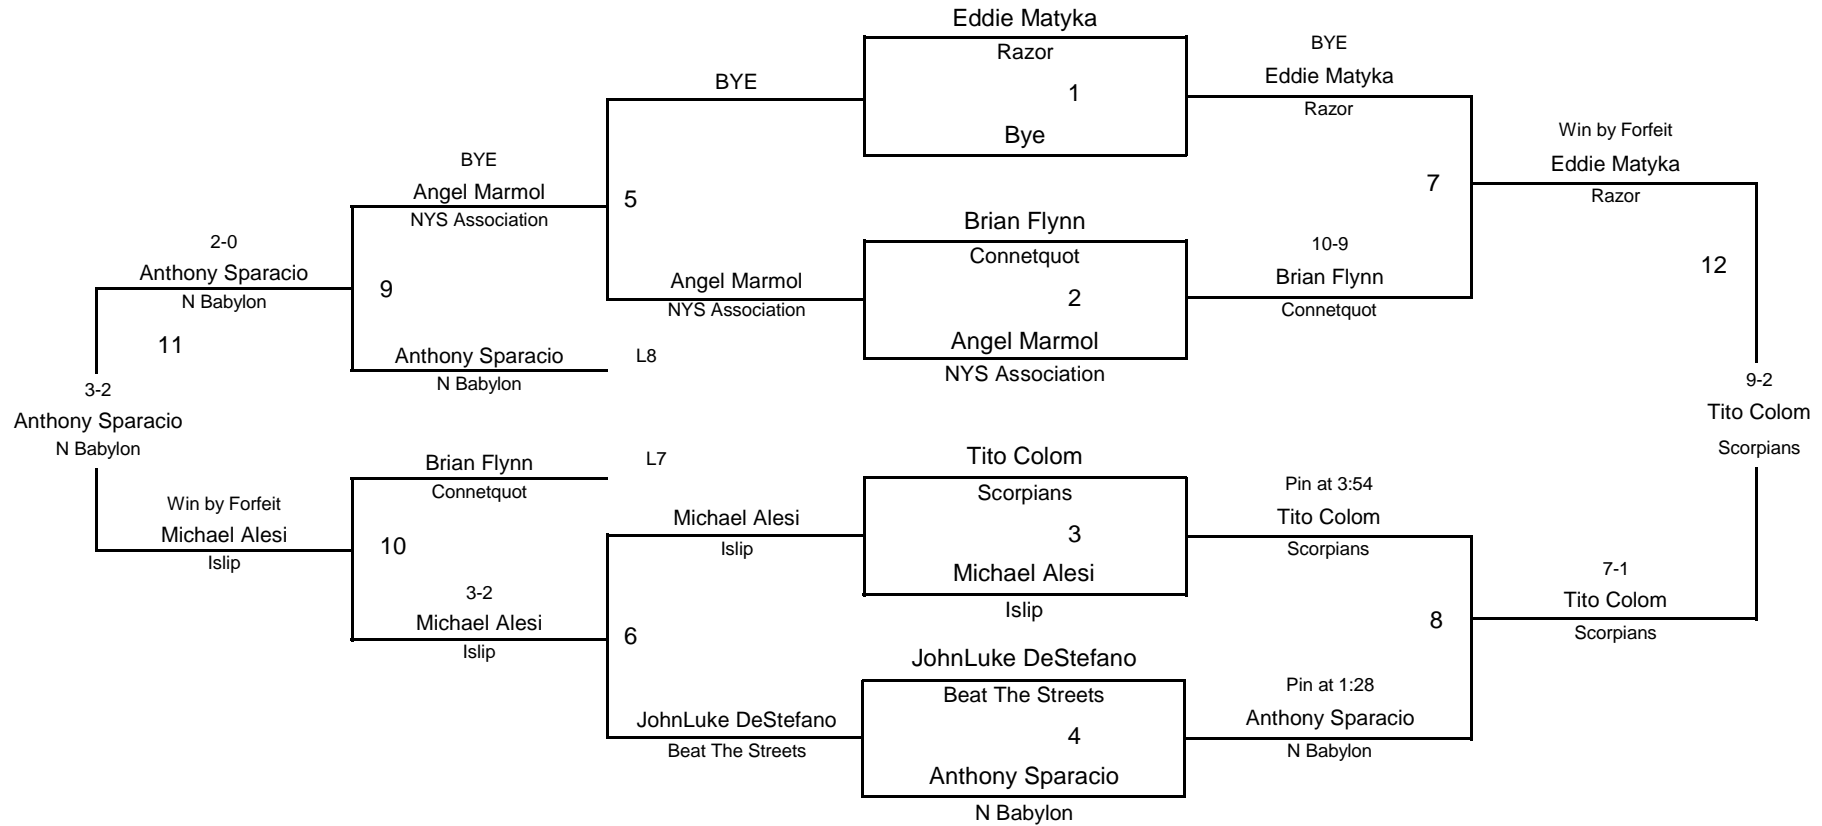 Eddie Matyka
Razor
1
Bye
BYE
Eddie Matyka
Razor
BYE
Win by Forfeit
Eddie Matyka
Razor
7
BYE
Angel Marmol
NYS Association
5
Brian Flynn
Connetquot
2
Angel Marmol
NYS Association
10-9
Brian Flynn
Connetquot
12
2-0
Anthony Sparacio
N Babylon
9
Angel Marmol
NYS Association
11
Anthony Sparacio
N Babylon
L8
3-2
Anthony Sparacio
N Babylon
9-2
Tito Colom
Scorpians
Brian Flynn
Connetquot
L7
Tito Colom
Scorpians
3
Michael Alesi
Islip
Pin at 3:54
Tito Colom
Scorpians
Win by Forfeit
Michael Alesi
Islip
10
Michael Alesi
Islip
3-2
Michael Alesi
Islip
6
7-1
Tito Colom
Scorpians
8
JohnLuke DeStefano
Beat The Streets
4
Anthony Sparacio
N Babylon
JohnLuke DeStefano
Beat The Streets
Pin at 1:28
Anthony Sparacio
N Babylon